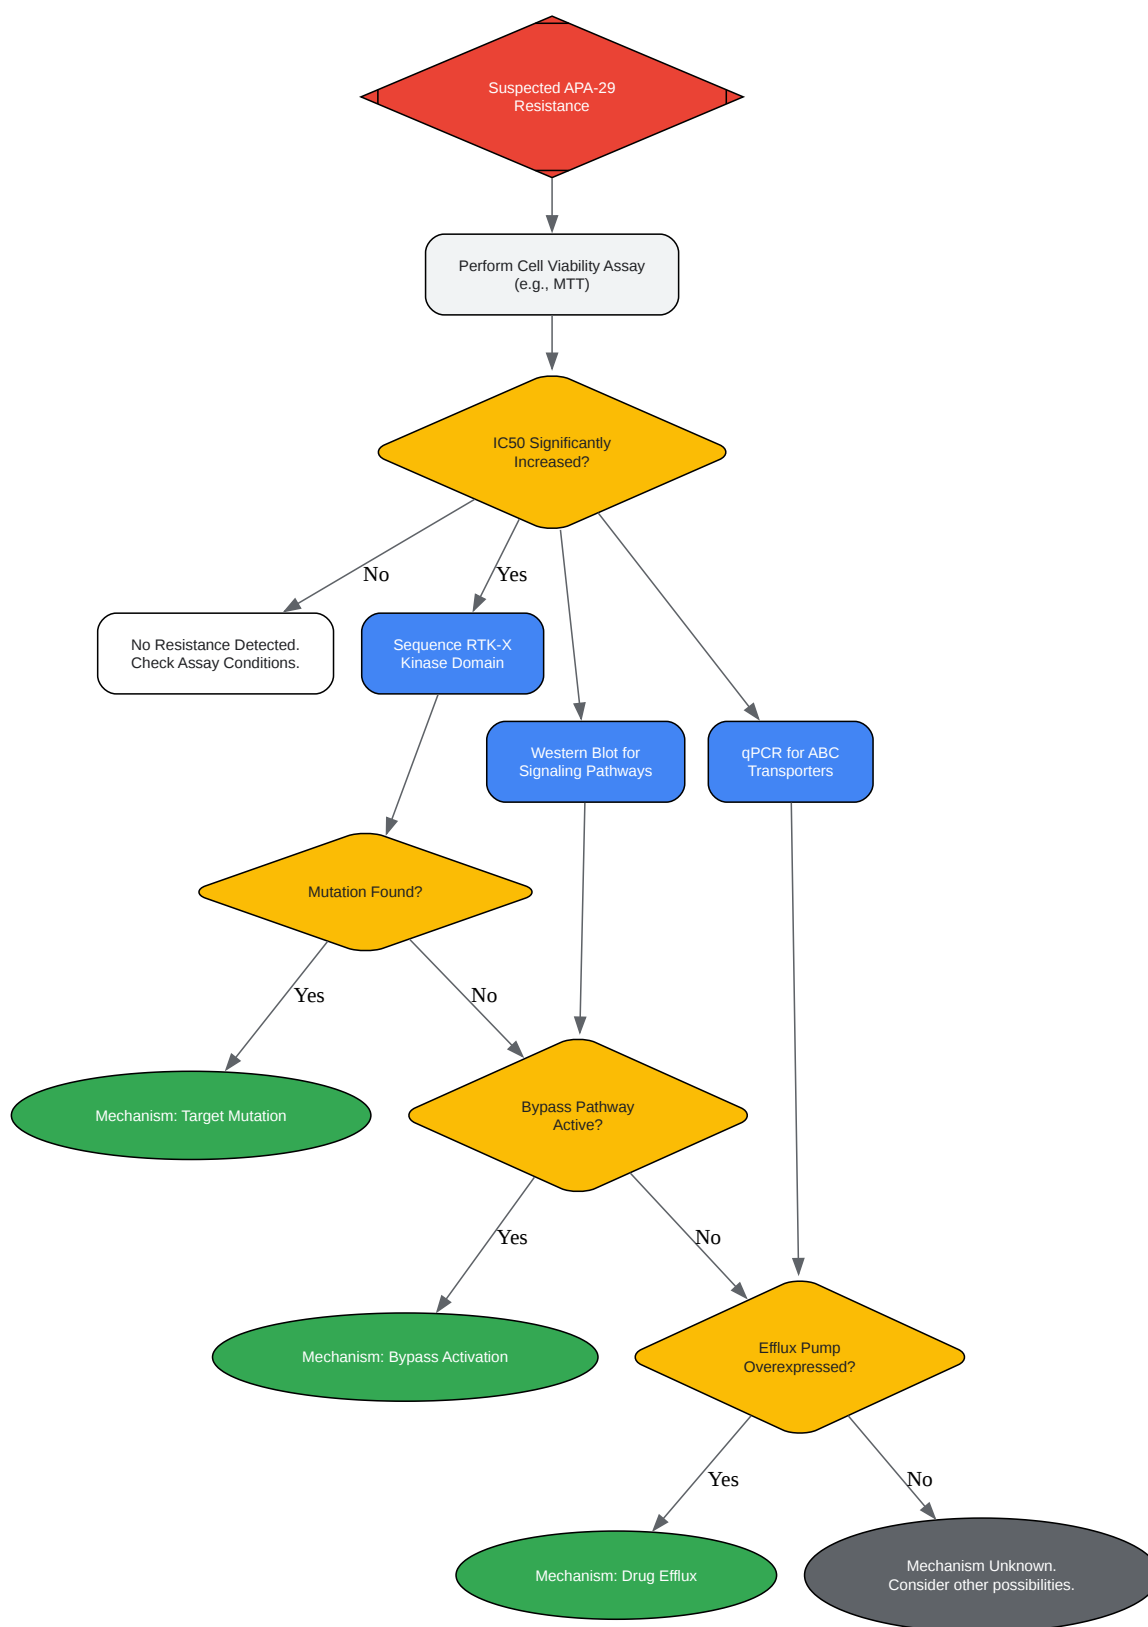 Suspected APA-29
Resistance
Perform Cell Viability Assay
(e.g., MTT)
IC50 Significantly
Increased?
No
Yes
No Resistance Detected.
Check Assay Conditions.
Sequence RTK-X
Kinase Domain
Western Blot for
Signaling Pathways
qPCR for ABC
Transporters
Mutation Found?
Yes
No
Mechanism: Target Mutation
Bypass Pathway
Active?
Yes
No
Mechanism: Bypass Activation
Efflux Pump
Overexpressed?
Yes
No
Mechanism: Drug Efflux
Mechanism Unknown.
Consider other possibilities.